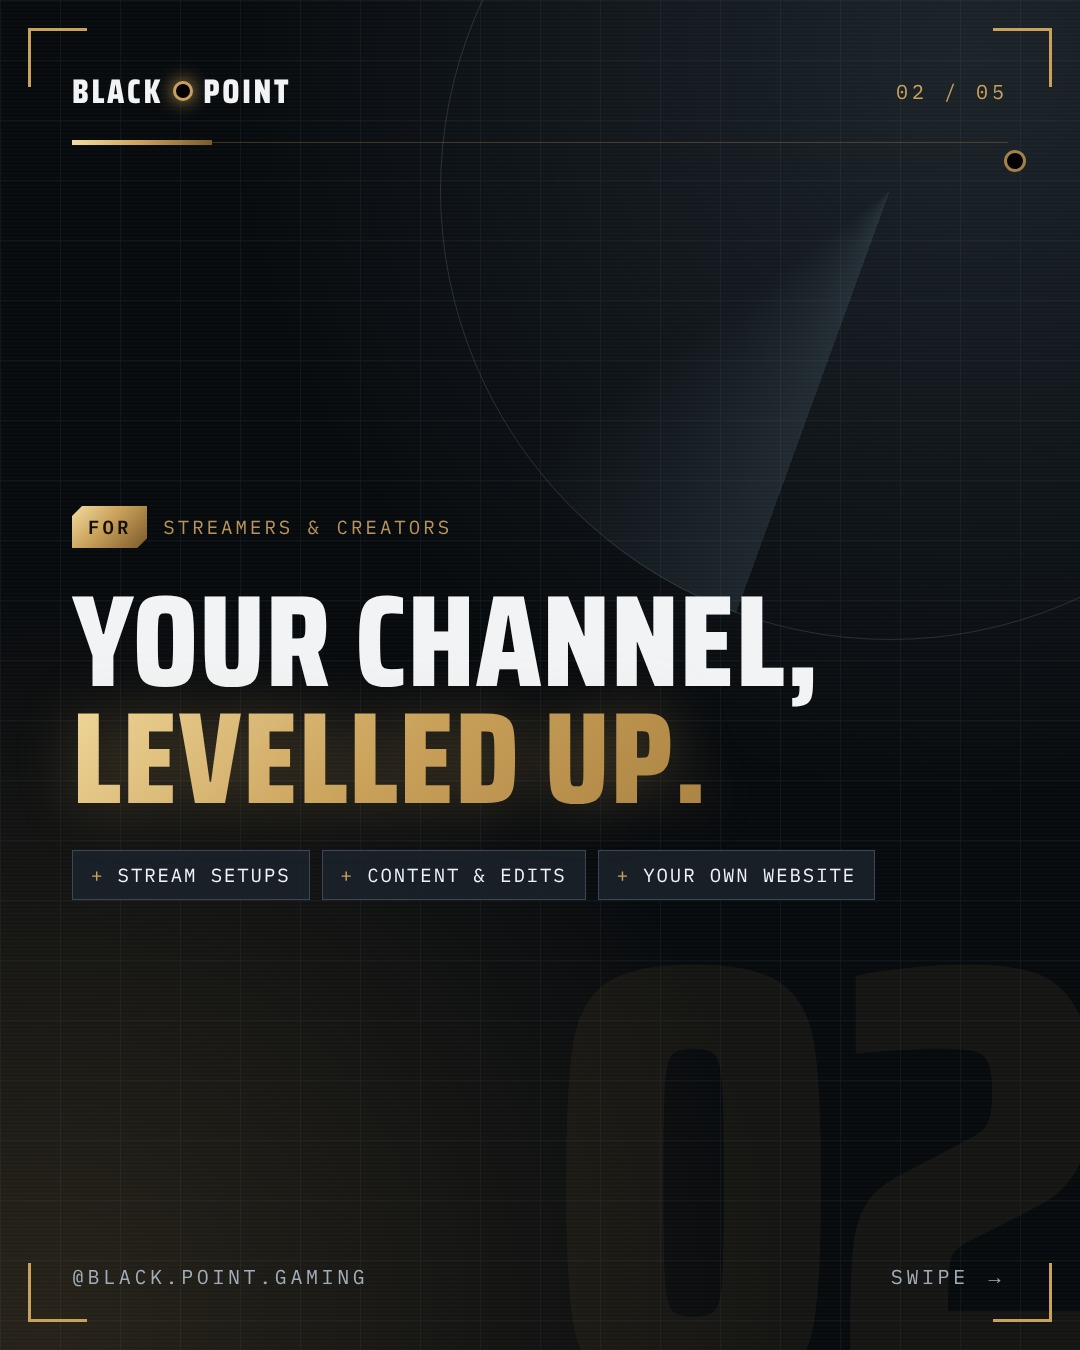 BLACK POINT
02 / 05
FOR STREAMERS & CREATORS
YOUR CHANNEL,
LEVELLED UP.
+ STREAM SETUPS
+ CONTENT & EDITS
+ YOUR OWN WEBSITE
02
@BLACK.POINT.GAMING
SWIPE →